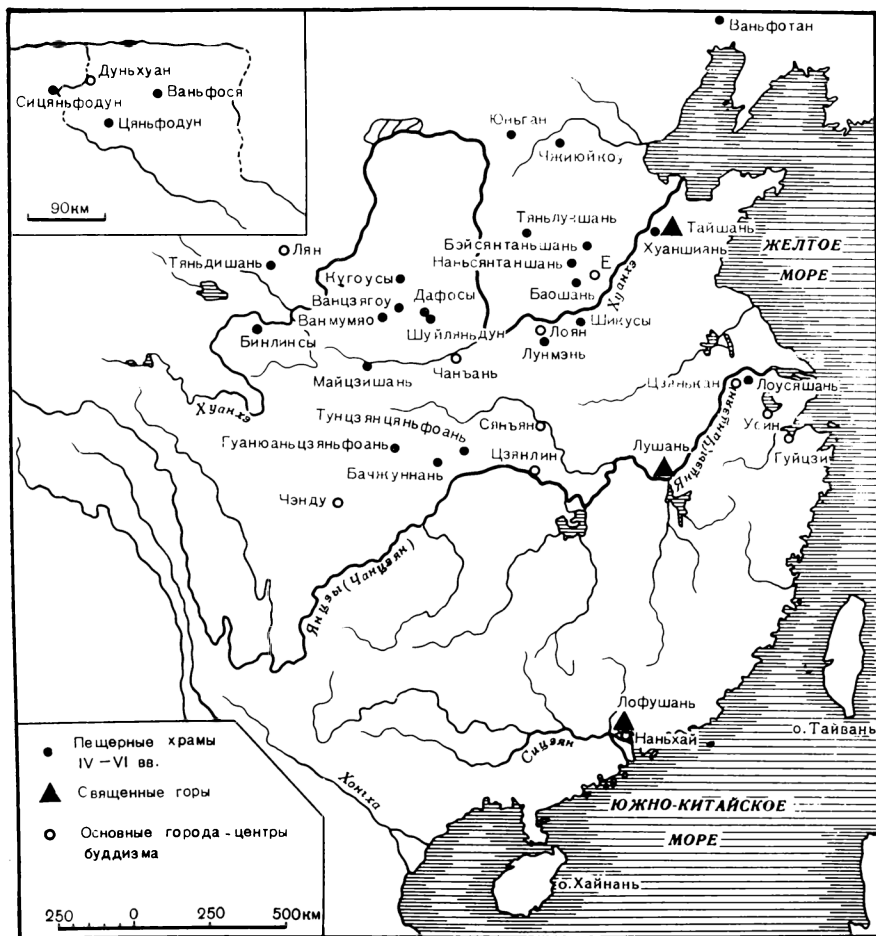 Ваньфотан
Дуньхуан
Сицяньфодун
Ваньфося
Цяньфодун
90км
Юньган
Чжиюйкоу
Тяньлукшань
Тайшань
Бэйсянтаньшань
Хуаншиань
Наньсянтаншань
Е
ЖЕЛТОЕ
МОРЕ
Лян
Тяньдишань
Кугоусы
Баошань
Хуанхэ
Ванцзягоу
Дафосы
Ванмумяо
Шикусы
Бинлинсы
Шуйляньдун
Лоян
Лунмэнь
Чанъань
Майцзишань
Цзянькан
Лоусяшань
Хуанхэ
Тунцзянцяньфоань
Сянъян
Усин
Гуанюаньцзяньфоань
Цзянлин
Лушань
Янцзы (Чанцзян)
Гуйцзи
Бачжуннань
Чэнду
Янцзы (Чанцзян)
Лофушань
Наньхай
о.Тайвань
Сицзян
Хонгха
ЮЖНО-КИТАЙСКОЕ
МОРЕ
о.Хайнань
Пещерные храмы
IV – VI вв.
Священные горы
Основные города - центры
буддизма
250 0 250 500км